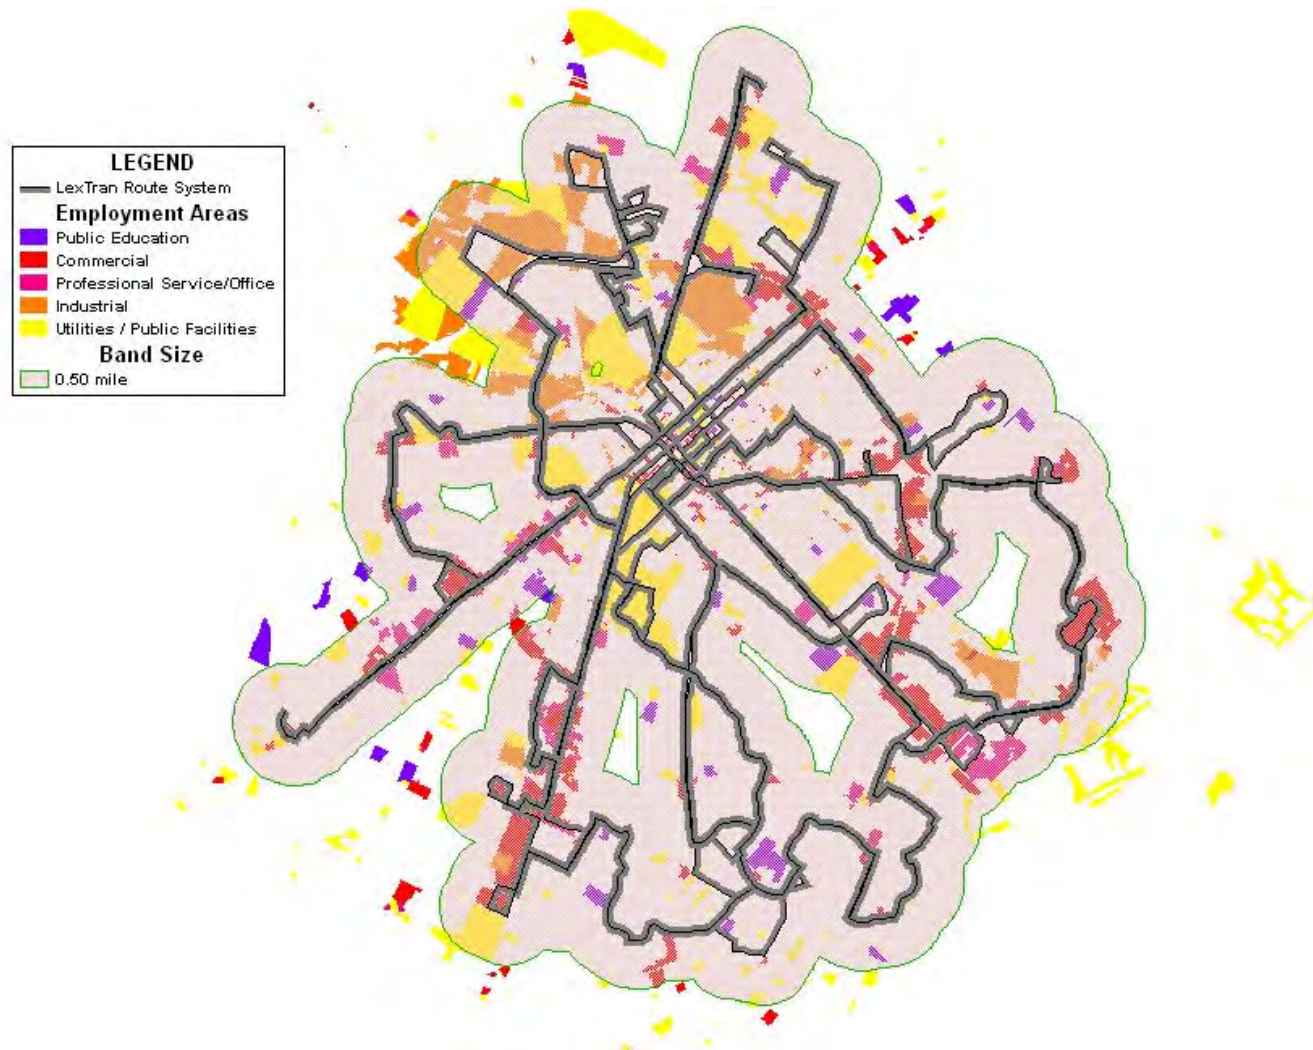 LEGEND
LexTran Route System
Employment Areas
Public Education
Commercial
Professional Service/Office
Industrial
Utilities / Public Facilities
Band Size
0.50 mile